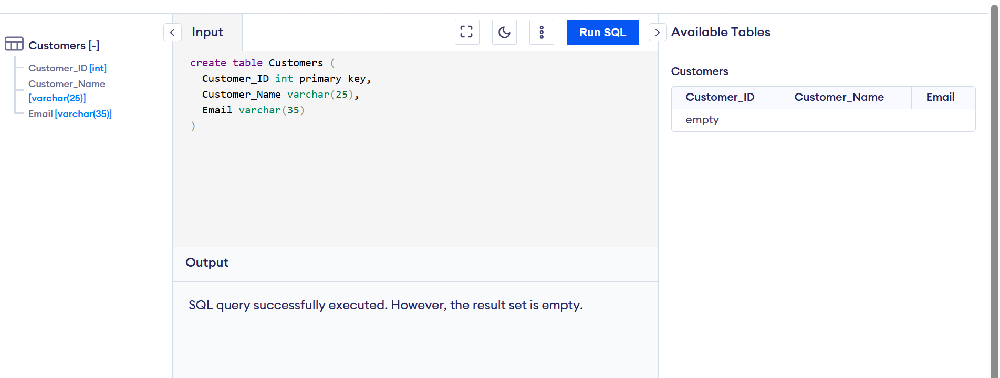 Customers [-]
Customer_ID [int]
Customer_Name
[varchar(25)]
Email [varchar(35)]
Input
Run SQL
create table Customers (
  Customer_ID int primary key,
  Customer_Name varchar(25),
  Email varchar(35)
)
Output
SQL query successfully executed. However, the result set is empty.
Available Tables
Customers
Customer_ID Customer_Name Email
empty